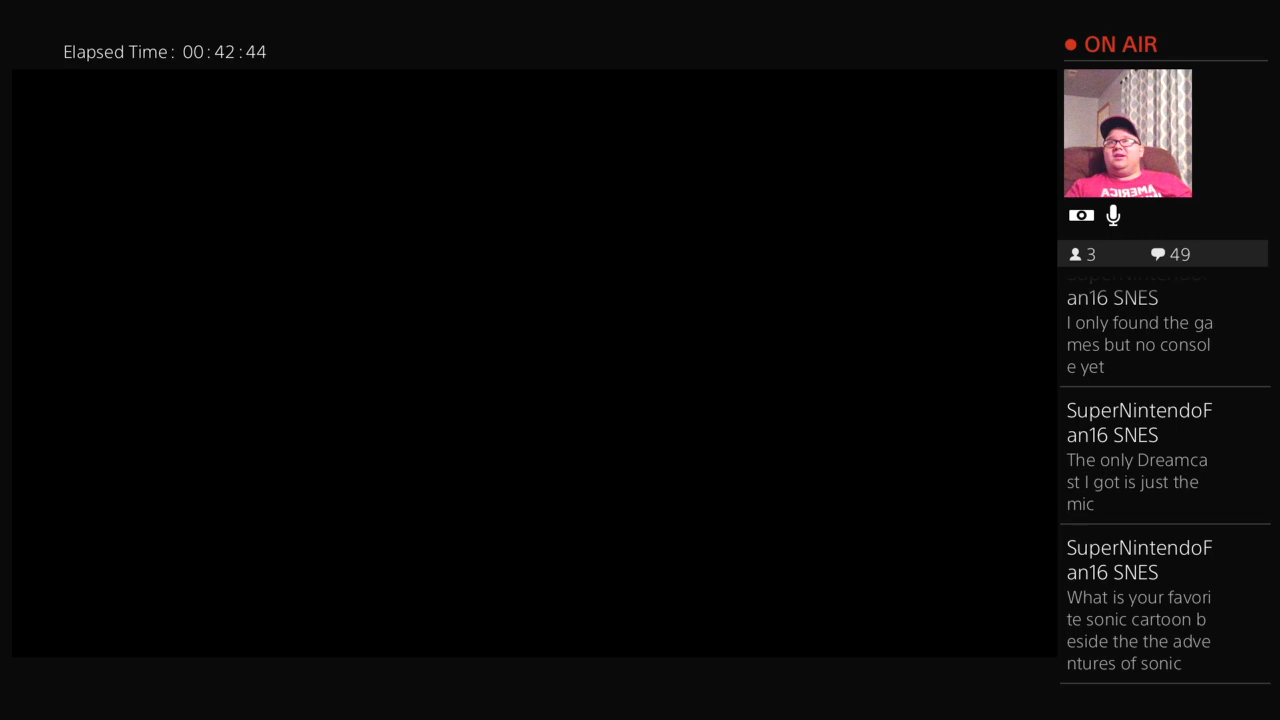 Elapsed Time: 00:42:44
ON AIR
AMERICA
3
49
an16 SNES
I only found the ga
mes but no consol
e yet
SuperNintendoF
an16 SNES
The only Dreamca
st I got is just the
mic
SuperNintendoF
an16 SNES
What is your favori
te sonic cartoon b
eside the the adve
ntures of sonic